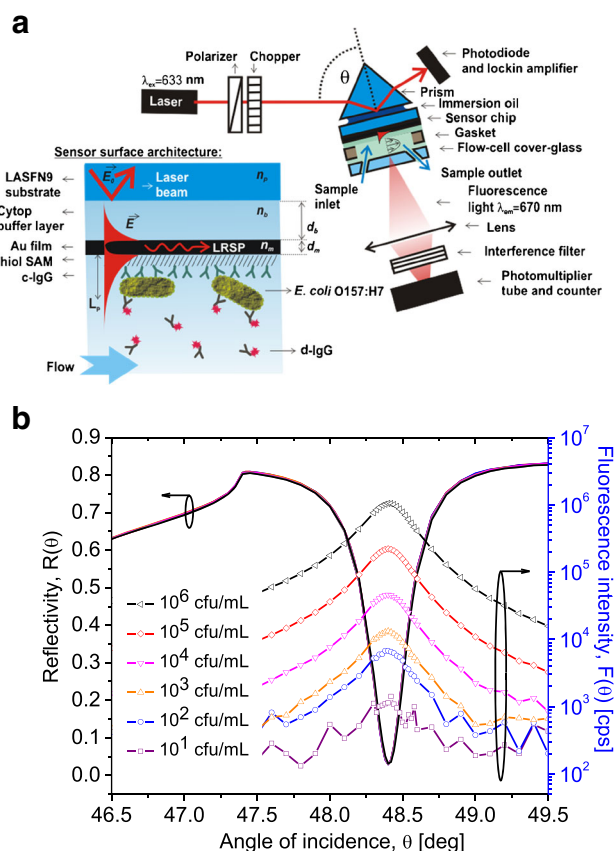 a
Polarizer Chopper
λex=633 nm
Laser
θ
Photodiode
and lockin amplifier
Prism
Immersion oil
Sensor chip
Gasket
Flow-cell cover-glass
Sample
inlet
Sample outlet
Fluorescence
light λem=670 nm
Lens
Interference filter
Photomultiplier
tube and counter
Sensor surface architecture:
LASFN9
substrate
E0
Laser
beam
np
Cytop
buffer layer
nb
E
db
Au film
LRSP
nm
dm
hiol SAM
c-IgG
Lp
E. coli O157:H7
d-IgG
Flow
b
Reflectivity, R(θ)
0.9
0.8
0.7
0.6
0.5
0.4
0.3
0.2
0.1
0.0
10^6 cfu/mL
10^5 cfu/mL
10^4 cfu/mL
10^3 cfu/mL
10^2 cfu/mL
10^1 cfu/mL
10^7
10^6
10^5
10^4
10^3
10^2
Fluorescence intensity, F(θ) [cps]
46.5 47.0 47.5 48.0 48.5 49.0 49.5
Angle of incidence, θ [deg]